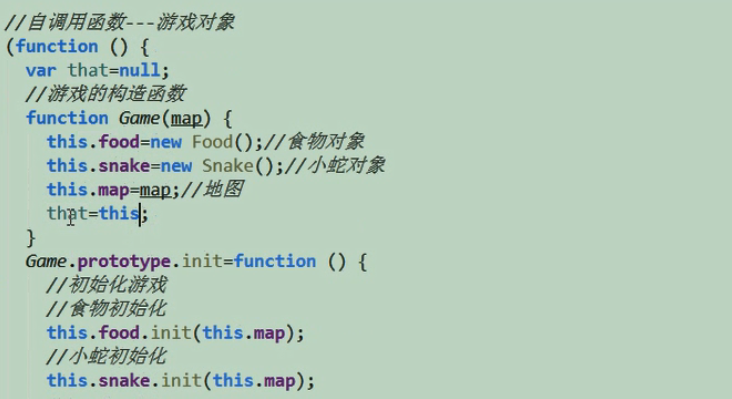 //自调用函数---游戏对象
(function () {
var that=null;
//游戏的构造函数
function Game(map) {
this.food=new Food();//食物对象
this.snake=new Snake();//小蛇对象
this.map=map;//地图
that=this;
}
Game.prototype.init=function () {
//初始化游戏
//食物初始化
this.food.init(this.map);
//小蛇初始化
this.snake.init(this.map);